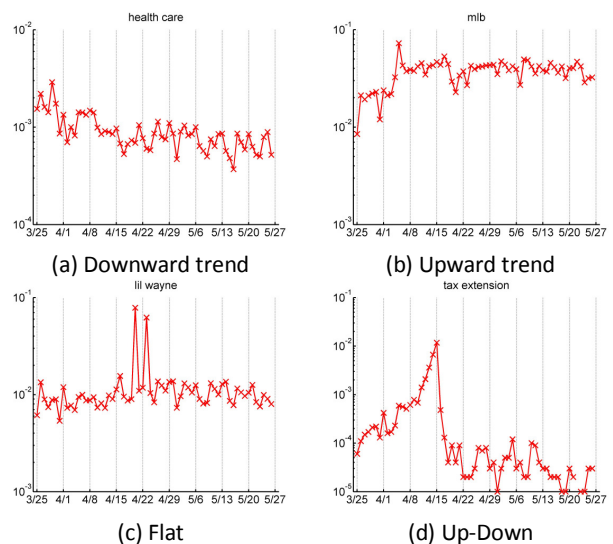 health care
10^-2
10^-3
10^-4
3/25 4/1 4/8 4/15 4/22 4/29 5/6 5/13 5/20 5/27
(a) Downward trend
mlb
10^-1
10^-2
10^-3
3/25 4/1 4/8 4/15 4/22 4/29 5/6 5/13 5/20 5/27
(b) Upward trend
lil wayne
10^-1
10^-2
10^-3
3/25 4/1 4/8 4/15 4/22 4/29 5/6 5/13 5/20 5/27
(c) Flat
tax extension
10^-1
10^-2
10^-3
10^-4
10^-5
3/25 4/1 4/8 4/15 4/22 4/29 5/6 5/13 5/20 5/27
(d) Up-Down